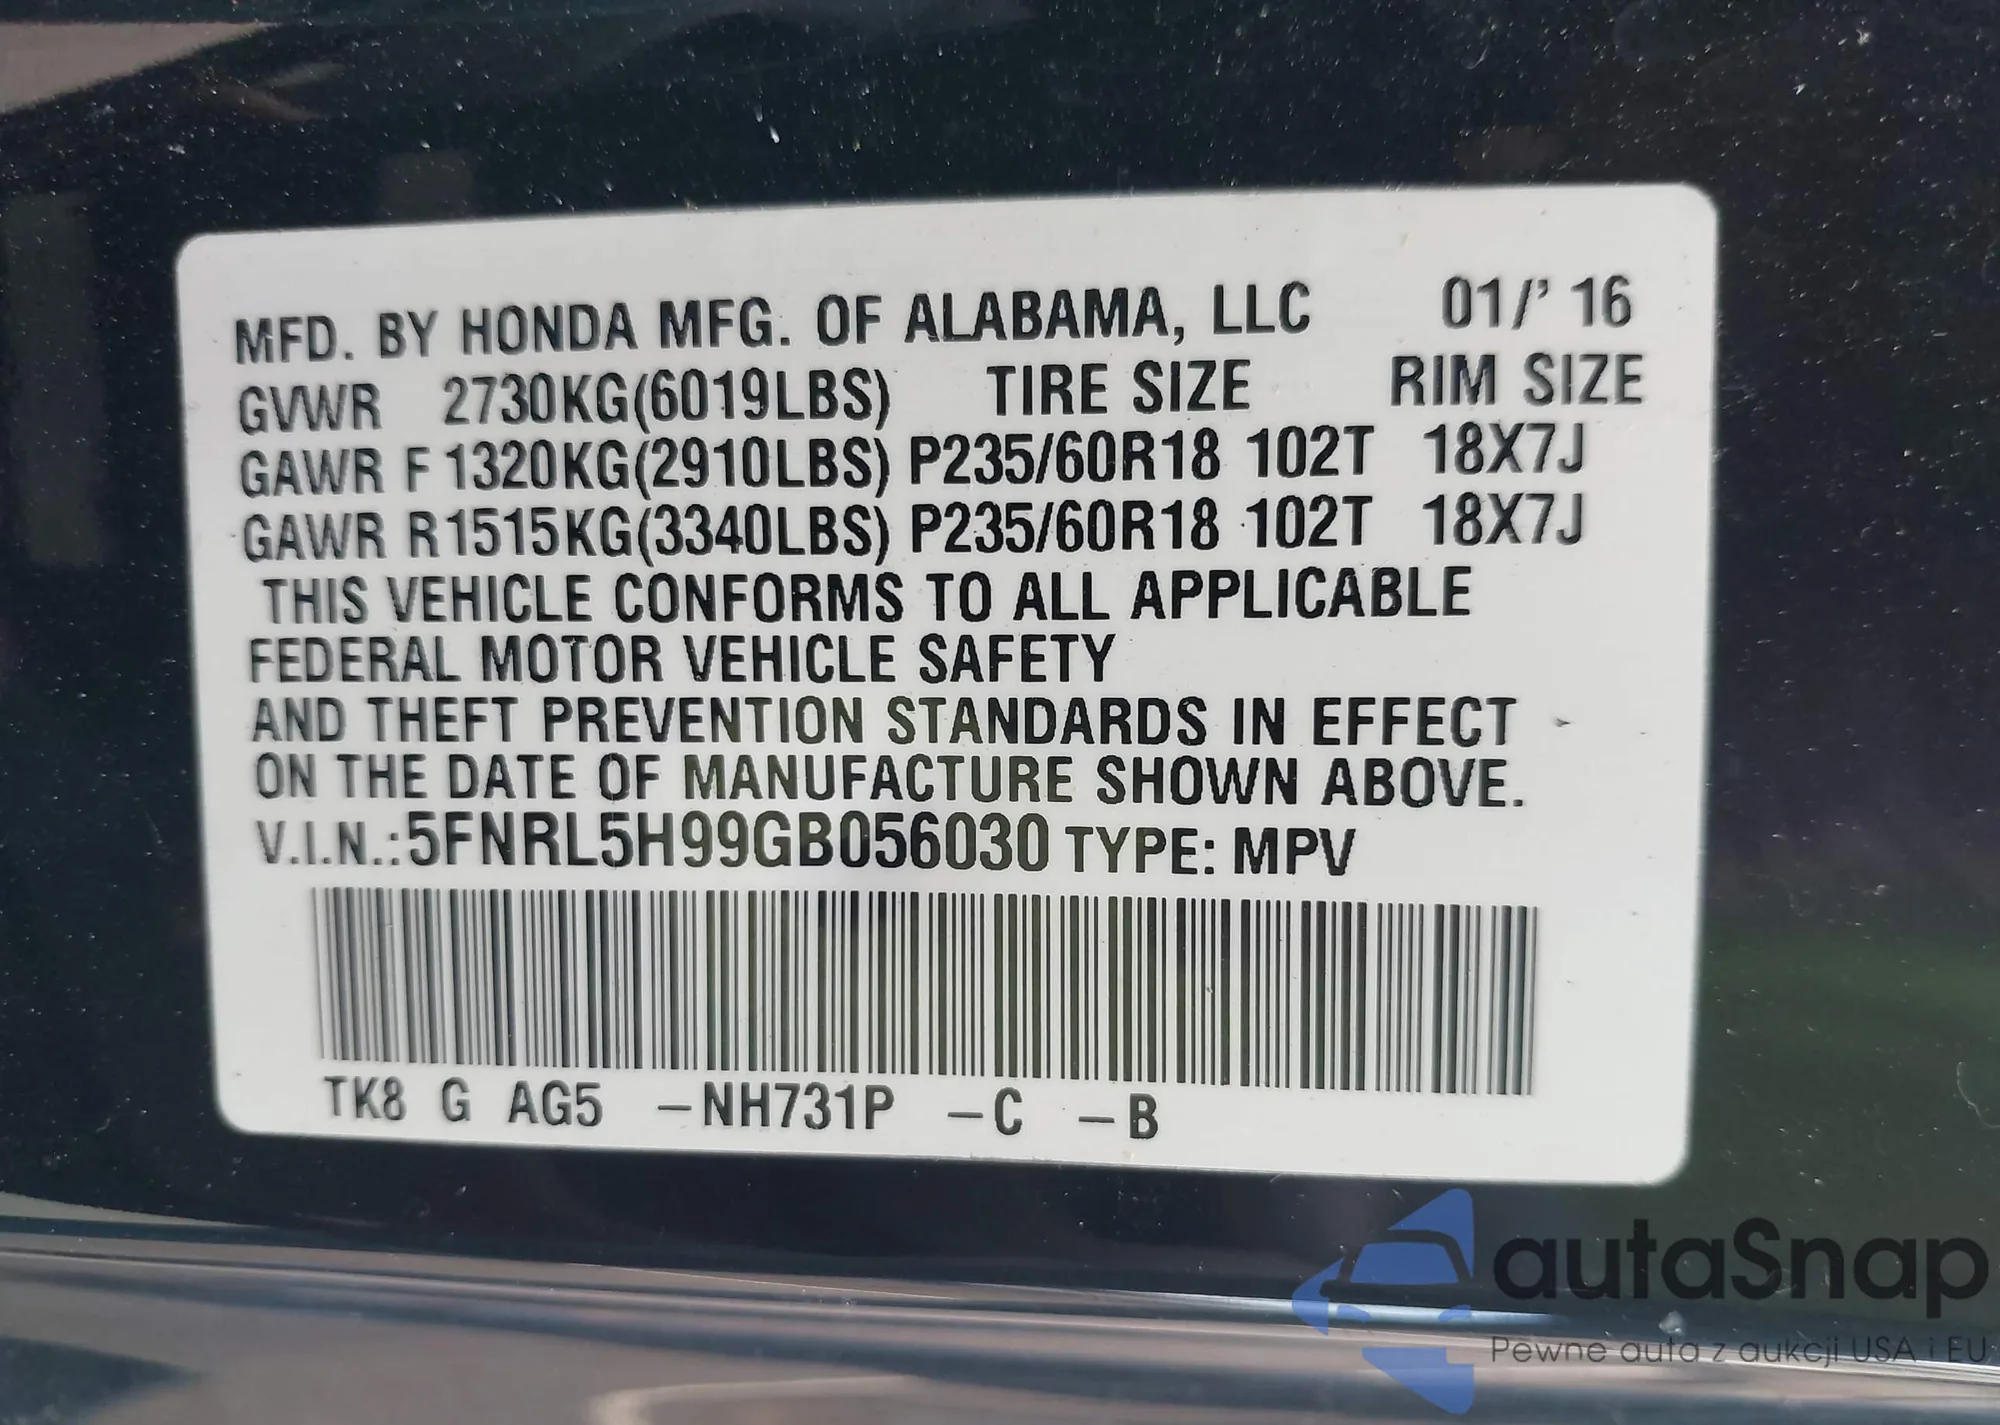 MFD. BY HONDA MFG. OF ALABAMA, LLC 01/' 16
GVWR 2730KG(6019LBS) TIRE SIZE RIM SIZE
GAWR F 1320KG(2910LBS) P235/60R18 102T 18X7J
GAWR R1515KG(3340LBS) P235/60R18 102T 18X7J
THIS VEHICLE CONFORMS TO ALL APPLICABLE
FEDERAL MOTOR VEHICLE SAFETY
AND THEFT PREVENTION STANDARDS IN EFFECT
ON THE DATE OF MANUFACTURE SHOWN ABOVE.
V.I.N.:5FNRL5H99GB056030 TYPE: MPV
TK8 G AG5 –NH731P –C –B
autaSnap
Pewne auta z aukcji USA i EU